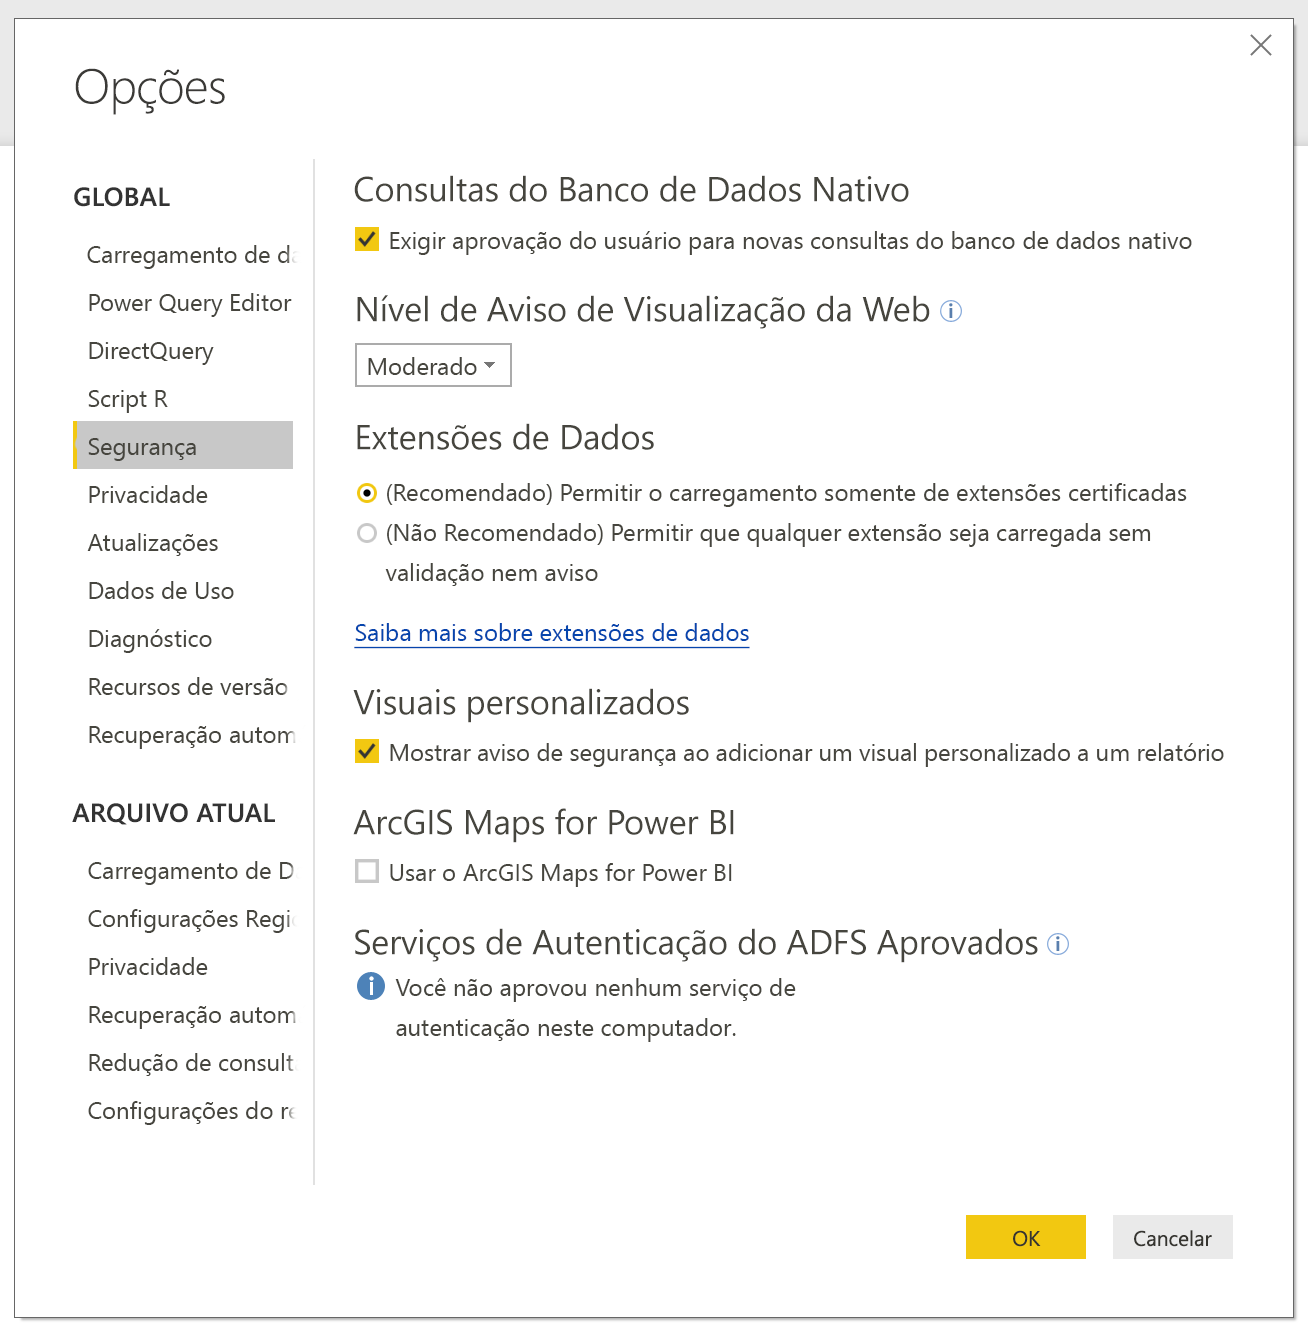 Opções
GLOBAL
Carregamento de da
Power Query Editor
DirectQuery
Script R
Segurança
Privacidade
Atualizações
Dados de Uso
Diagnóstico
Recursos de versão
Recuperação autom
ARQUIVO ATUAL
Carregamento de D
Configurações Regi
Privacidade
Recuperação autom
Redução de consult
Configurações do re
Consultas do Banco de Dados Nativo
Exigir aprovação do usuário para novas consultas do banco de dados nativo
Nível de Aviso de Visualização da Web
Moderado
Extensões de Dados
(Recomendado) Permitir o carregamento somente de extensões certificadas
(Não Recomendado) Permitir que qualquer extensão seja carregada sem
validação nem aviso
Saiba mais sobre extensões de dados
Visuais personalizados
Mostrar aviso de segurança ao adicionar um visual personalizado a um relatório
ArcGIS Maps for Power BI
Usar o ArcGIS Maps for Power BI
Serviços de Autenticação do ADFS Aprovados
Você não aprovou nenhum serviço de
autenticação neste computador.
OK
Cancelar